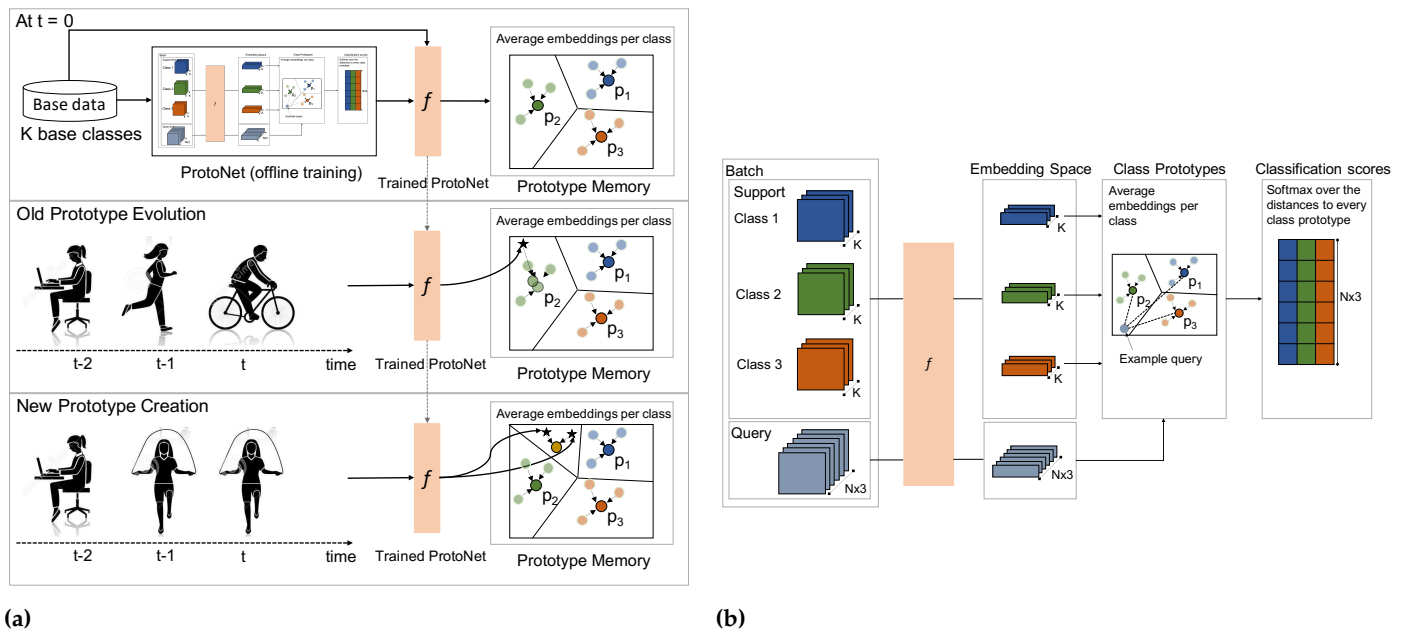 At t = 0
Base data
K base classes
f
ProtoNet (offline training)
f
Trained ProtoNet
Average embeddings per class
p1
p2
p3
Prototype Memory
Old Prototype Evolution
t-2
t-1
t
time
f
Trained ProtoNet
Average embeddings per class
p1
p2
p3
Prototype Memory
New Prototype Creation
t-2
t-1
t
time
f
Trained ProtoNet
Average embeddings per class
p1
p2
p3
Prototype Memory
(a)
Batch
Support
Class 1
K
Class 2
K
Class 3
K
Query
Nx3
f
Embedding Space
K
K
K
Nx3
Class Prototypes
Average
embeddings per
class
p1
p2
p3
Example query
Classification scores
Softmax over the
distances to every
class prototype
Nx3
(b)